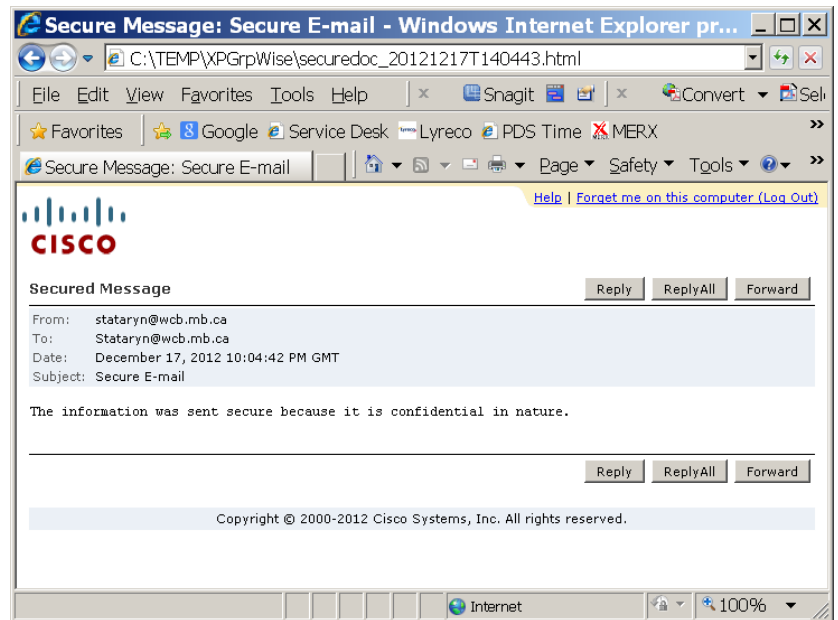 Secure Message: Secure E-mail - Windows Internet Explorer pr...
C:\TEMP\XPGrpWise\securedoc_20121217T140443.html
File Edit View Favorites Tools Help × Snagit × Convert Sel
Favorites Google Service Desk Lyreco PDS Time MERX »
Secure Message: Secure E-mail Page Safety Tools »
Help | Forget me on this computer (Log Out)
CISCO
Secured Message Reply ReplyAll Forward
From: stataryn@wcb.mb.ca
To: Stataryn@wcb.mb.ca
Date: December 17, 2012 10:04:42 PM GMT
Subject: Secure E-mail
The information was sent secure because it is confidential in nature.
Reply ReplyAll Forward
Copyright © 2000-2012 Cisco Systems, Inc. All rights reserved.
Internet 100%